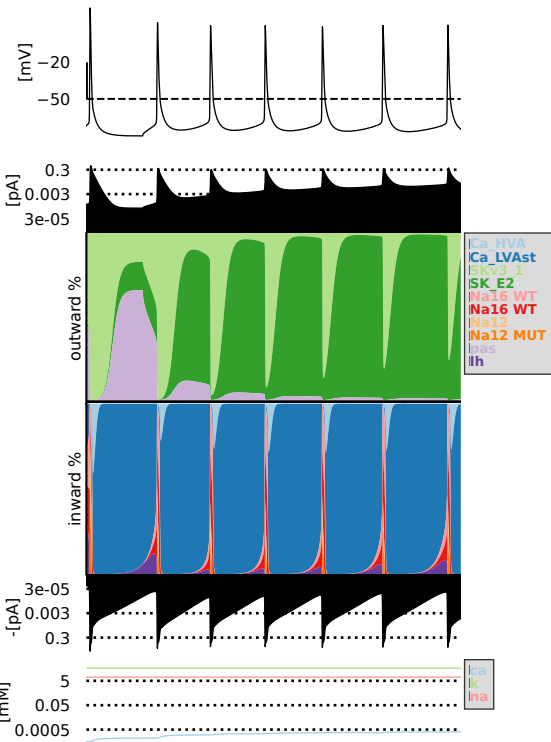 [mV]
−20
−50
[pA]
0.3
0.003
3e-05
outward %
Ca_HVA
Ca_LVAst
SKv3_1
SK_E2
Na16 WT
Na16 WT
Na12
Na12 MUT
pas
Ih
inward %
-[pA]
3e-05
0.003
0.3
[mM]
5
0.05
0.0005
ca
k
na